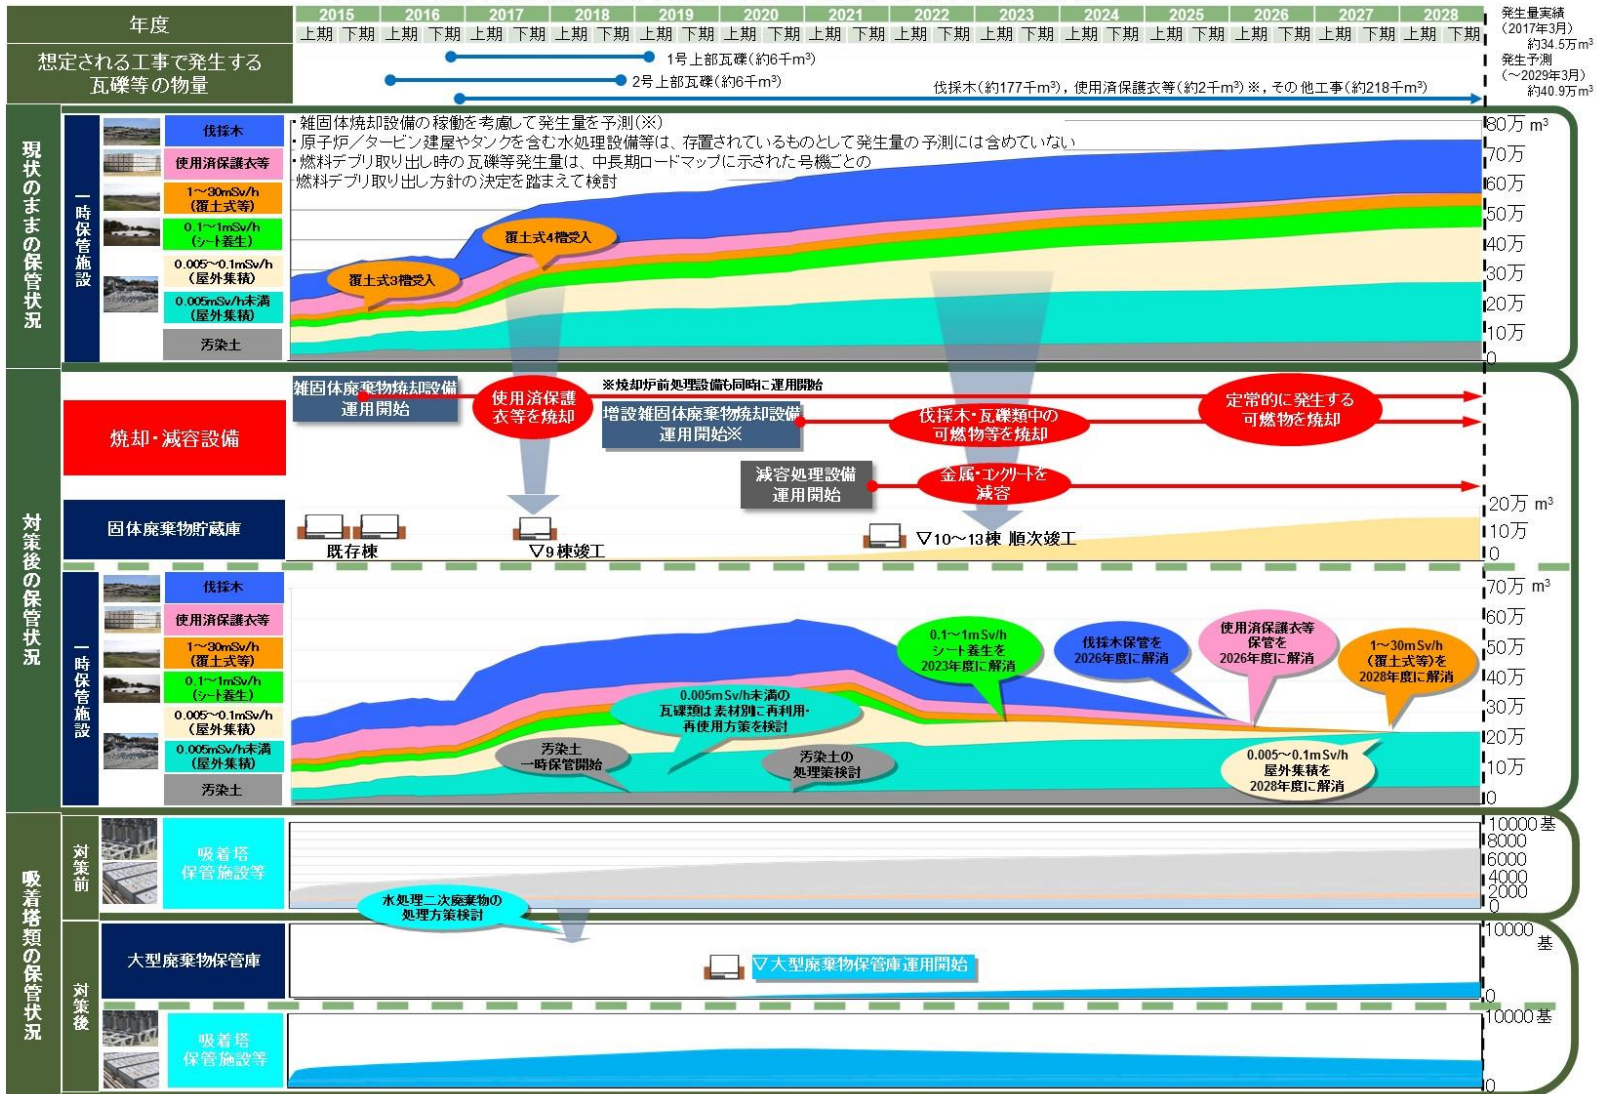 年度
2015 2016 2017 2018 2019 2020 2021 2022 2023 2024 2025 2026 2027 2028
上期 下期 上期 下期 上期 下期 上期 下期 上期 下期 上期 下期 上期 下期 上期 下期 上期 下期 上期 下期 上期 下期 上期 下期 上期 下期 上期 下期
発生量実績
(2017年3月)
約34.5万m³
発生予測
(～2029年3月)
約40.9万m³
想定される工事で発生する
瓦礫等の物量
1号上部瓦礫(約6千m³)
2号上部瓦礫(約6千m³)
伐採木(約177千m³)，使用済保護衣等(約2千m³)※，その他工事(約218千m³)
現状のままの保管状況
一時保管施設
伐採木
使用済保護衣等
1～30mSv/h
(覆土式等)
0.1～1mSv/h
(シート養生)
0.005～0.1mSv/h
(屋外集積)
0.005mSv/h未満
(屋外集積)
汚染土
・雑固体焼却設備の稼働を考慮して発生量を予測(※)
・原子炉／タービン建屋やタンクを含む水処理設備等は、存置されているものとして発生量の予測には含めていない
・燃料デブリ取り出し時の瓦礫等発生量は、中長期ロードマップに示された号機ごとの
燃料デブリ取り出し方針の決定を踏まえて検討
覆土式3槽受入
覆土式4槽受入
80万 m³
70万
60万
50万
40万
30万
20万
10万
0
対策後の保管状況
焼却・減容設備
雑固体廃棄物焼却設備
運用開始
使用済保護
衣等を焼却
※焼却炉前処理設備も同時に運用開始
増設雑固体廃棄物焼却設備
運用開始※
伐採木・瓦礫類中の
可燃物等を焼却
定常的に発生する
可燃物を焼却
減容処理設備
運用開始
金属・コンクリートを
減容
固体廃棄物貯蔵庫
既存棟
▽9棟竣工
▽10～13棟 順次竣工
20万 m³
10万
0
一時保管施設
伐採木
使用済保護衣等
1～30mSv/h
(覆土式等)
0.1～1mSv/h
(シート養生)
0.005～0.1mSv/h
(屋外集積)
0.005mSv/h未満
(屋外集積)
汚染土
0.005mSv/h未満の
瓦礫類は素材別に再利用・
再使用方策を検討
汚染土
一時保管開始
汚染土の
処理策検討
0.1～1mSv/h
シート養生を
2023年度に解消
伐採木保管を
2026年度に解消
使用済保護衣等
保管を
2026年度に解消
1～30mSv/h
(覆土式等)を
2028年度に解消
0.005～0.1mSv/h
屋外集積を
2028年度に解消
70万 m³
60万
50万
40万
30万
20万
10万
0
吸着塔類の保管状況
対策前
吸着塔
保管施設等
水処理二次廃棄物の
処理方策検討
10000 基
8000
6000
4000
2000
0
対策後
大型廃棄物保管庫
▽大型廃棄物保管庫運用開始
10000
基
0
吸着塔
保管施設等
10000 基
0